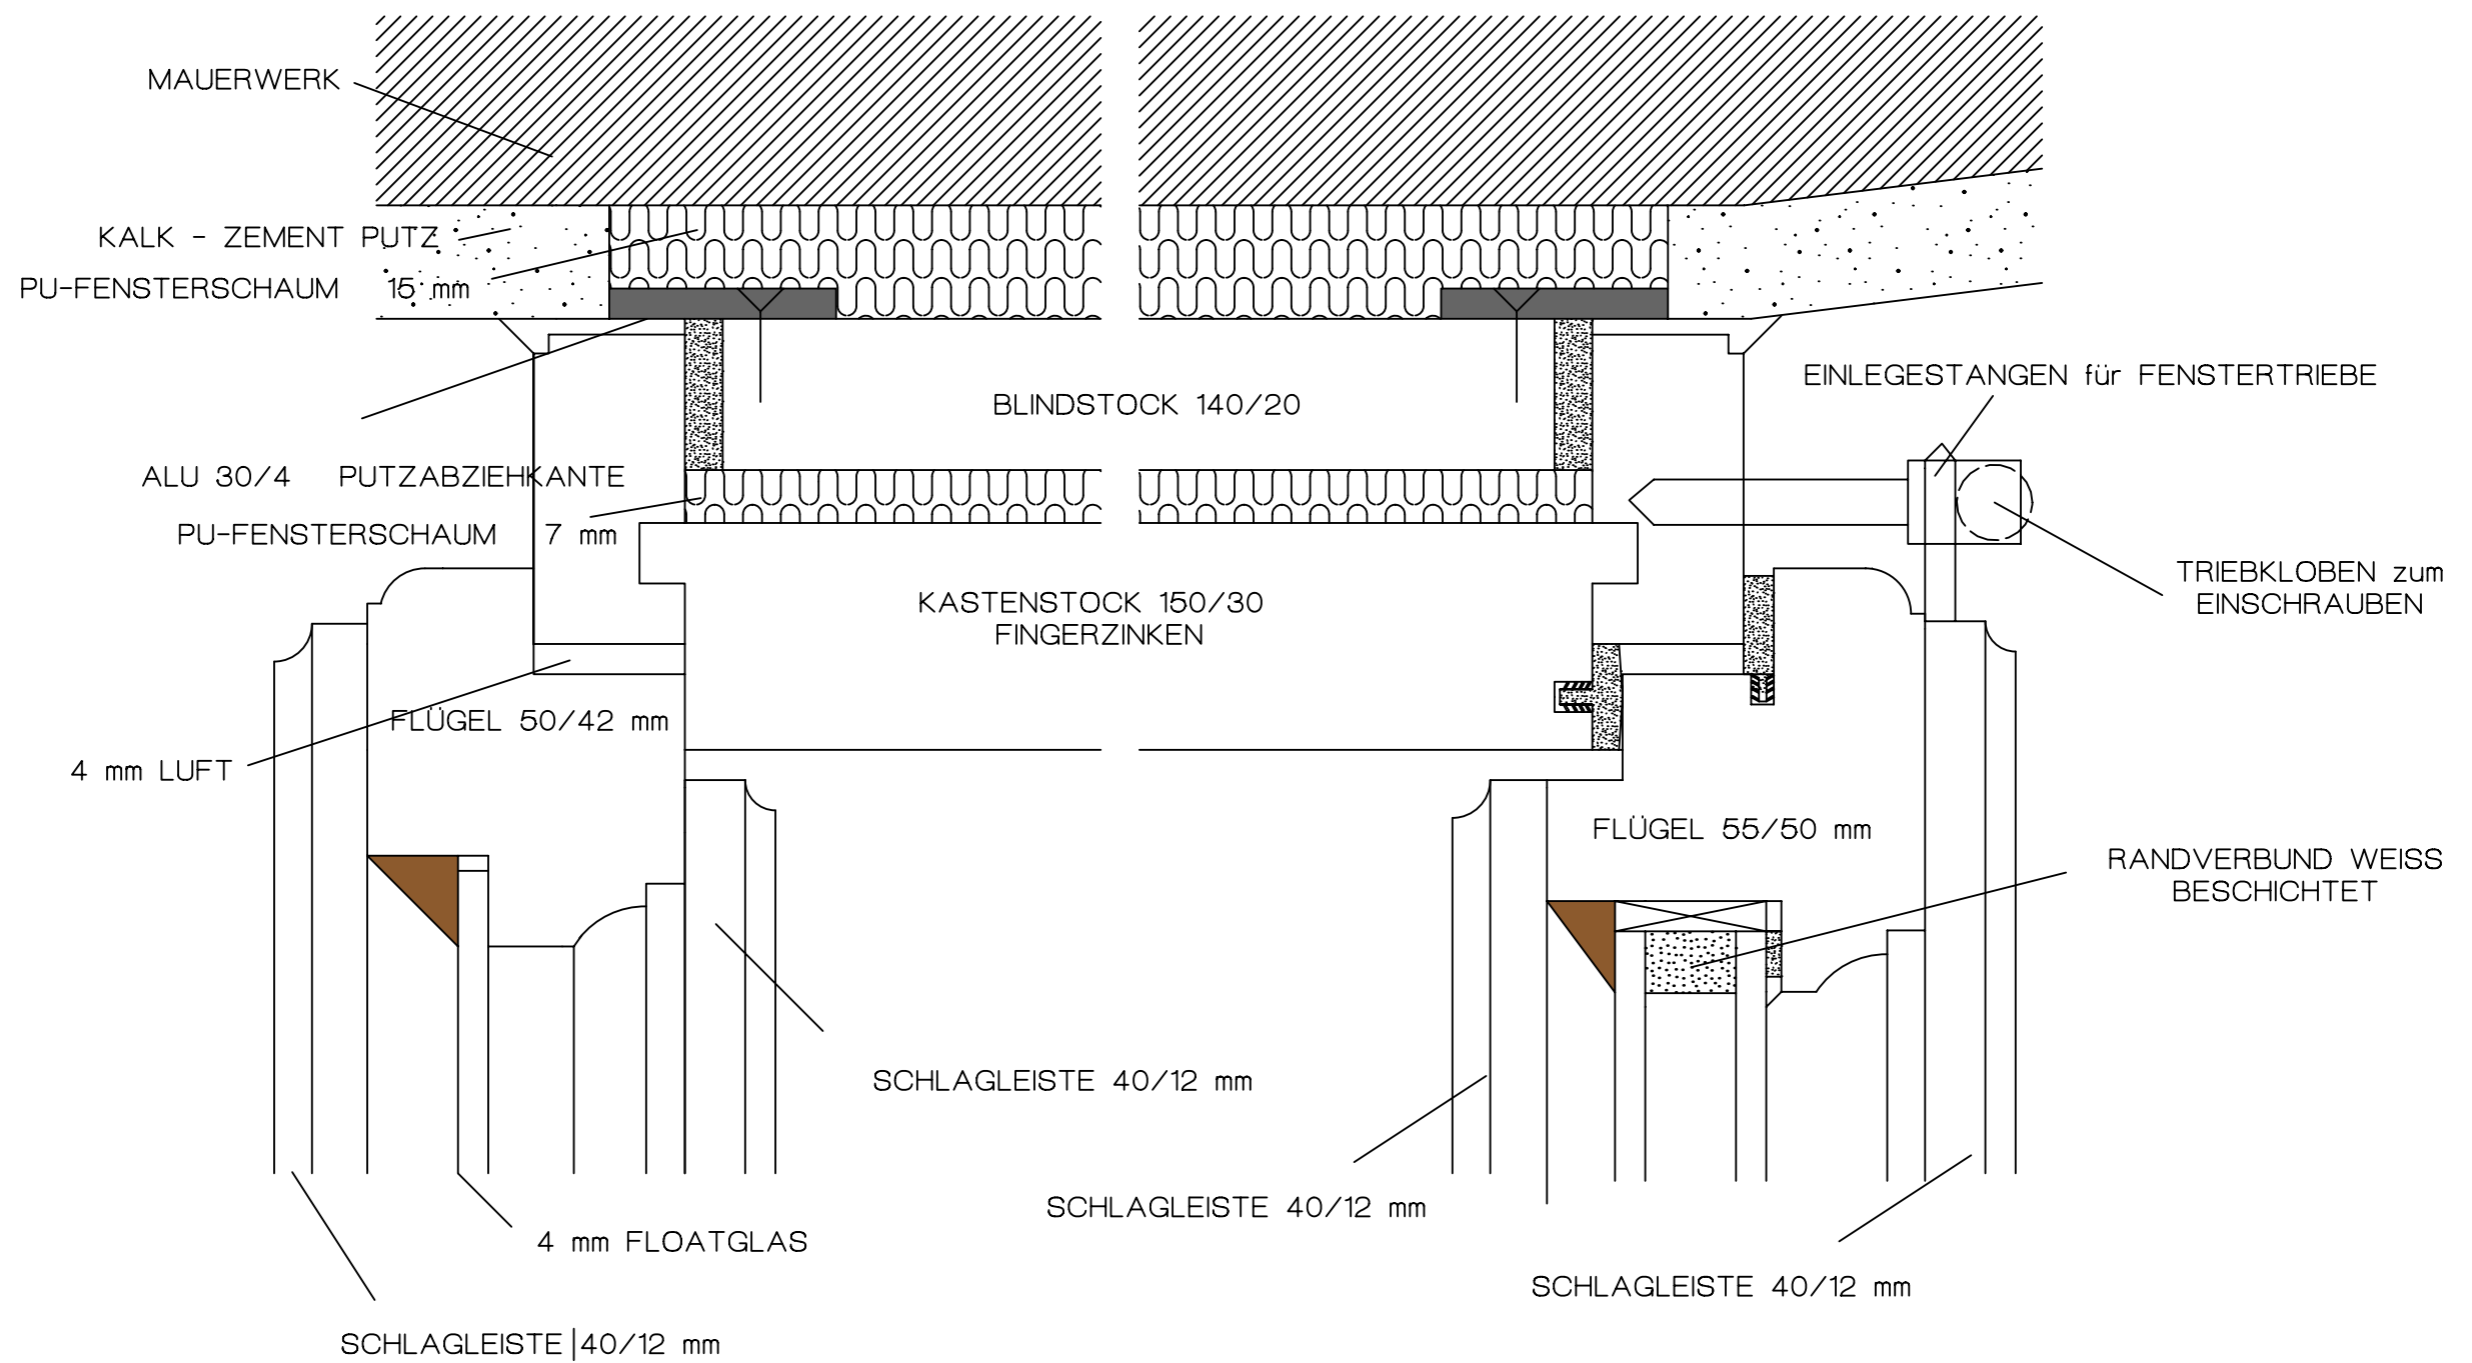 MAUERWERK
KALK - ZEMENT PUTZ
PU-FENSTERSCHAUM 15 mm
EINLEGESTANGEN für FENSTERTRIEBE
BLINDSTOCK 140/20
ALU 30/4 PUTZABZIEHKANTE
PU-FENSTERSCHAUM 7 mm
TRIEBKLOBEN zum
EINSCHRAUBEN
KASTENSTOCK 150/30
FINGERZINKEN
FLÜGEL 50/42 mm
4 mm LUFT
FLÜGEL 55/50 mm
RANDVERBUND WEISS
BESCHICHTET
SCHLAGLEISTE 40/12 mm
SCHLAGLEISTE 40/12 mm
4 mm FLOATGLAS
SCHLAGLEISTE 40/12 mm
SCHLAGLEISTE 40/12 mm